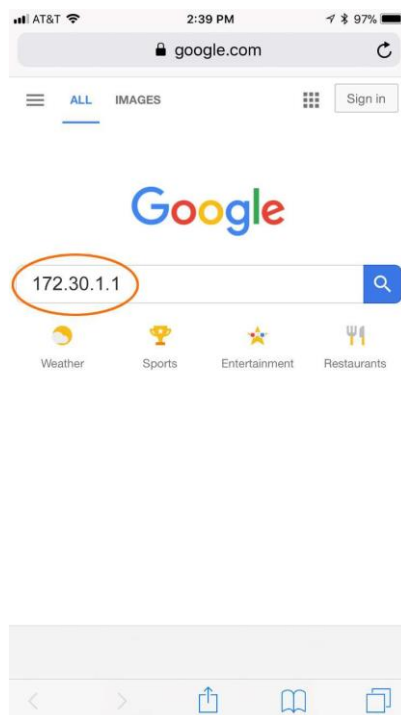 AT&T 2:39 PM 97%
google.com
ALL IMAGES Sign in
Google
172.30.1.1
Weather Sports Entertainment Restaurants